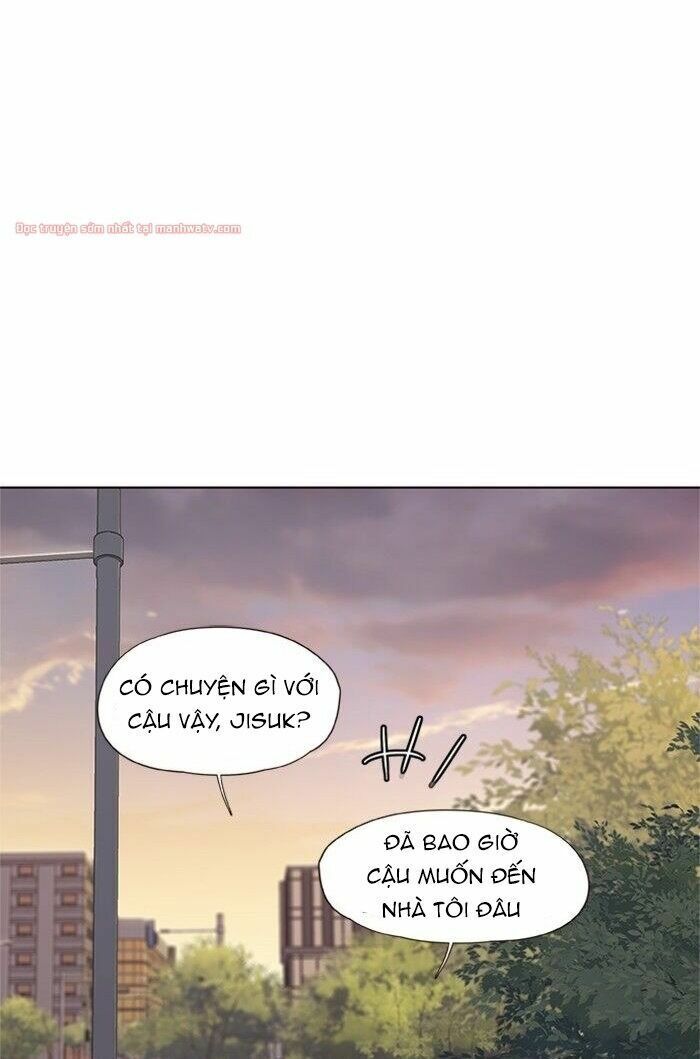 Đọc truyện sớm nhất tại manhwatv.com
CÓ CHUYỆN GÌ VỚI
CẬU VẬY, JISUK?
ĐÃ BAO GIỜ
CẬU MUỐN ĐẾN
NHÀ TÔI ĐÂU